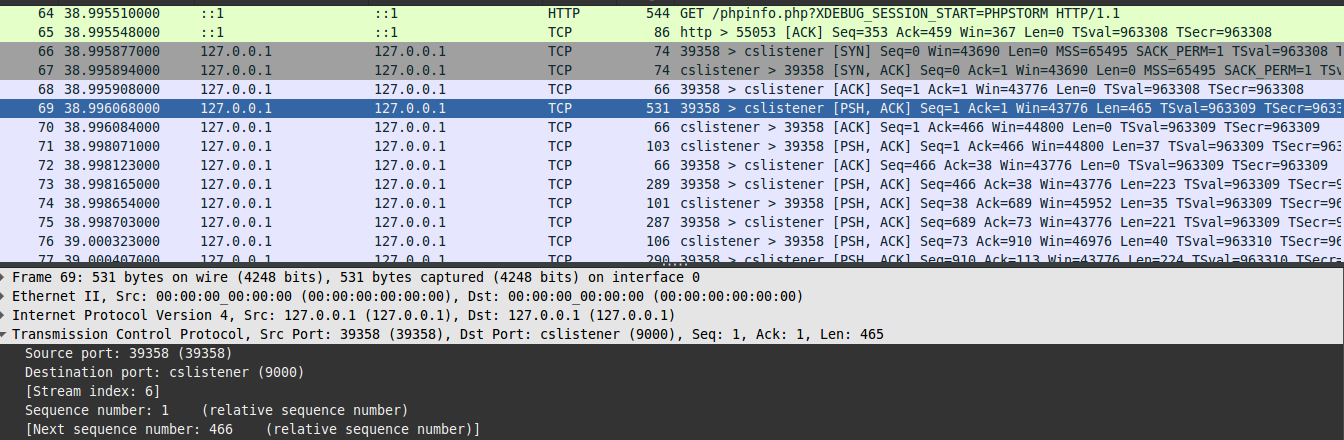 64 38.995510000 ::1 ::1 HTTP 544 GET /phpinfo.php?XDEBUG_SESSION_START=PHPSTORM HTTP/1.1
65 38.995548000 ::1 ::1 TCP 86 http > 55053 [ACK] Seq=353 Ack=459 Win=367 Len=0 TSval=963308 TSecr=963308
66 38.995877000 127.0.0.1 127.0.0.1 TCP 74 39358 > cslistener [SYN] Seq=0 Win=43690 Len=0 MSS=65495 SACK_PERM=1 TSval=963308 T
67 38.995894000 127.0.0.1 127.0.0.1 TCP 74 cslistener > 39358 [SYN, ACK] Seq=0 Ack=1 Win=43690 Len=0 MSS=65495 SACK_PERM=1 TSv
68 38.995908000 127.0.0.1 127.0.0.1 TCP 66 39358 > cslistener [ACK] Seq=1 Ack=1 Win=43776 Len=0 TSval=963308 TSecr=963308
69 38.996068000 127.0.0.1 127.0.0.1 TCP 531 39358 > cslistener [PSH, ACK] Seq=1 Ack=1 Win=43776 Len=465 TSval=963309 TSecr=963
70 38.996084000 127.0.0.1 127.0.0.1 TCP 66 cslistener > 39358 [ACK] Seq=1 Ack=466 Win=44800 Len=0 TSval=963309 TSecr=963309
71 38.998071000 127.0.0.1 127.0.0.1 TCP 103 cslistener > 39358 [PSH, ACK] Seq=1 Ack=466 Win=44800 Len=37 TSval=963309 TSecr=963
72 38.998123000 127.0.0.1 127.0.0.1 TCP 66 39358 > cslistener [ACK] Seq=466 Ack=38 Win=43776 Len=0 TSval=963309 TSecr=963309
73 38.998165000 127.0.0.1 127.0.0.1 TCP 289 39358 > cslistener [PSH, ACK] Seq=466 Ack=38 Win=43776 Len=223 TSval=963309 TSecr=9
74 38.998654000 127.0.0.1 127.0.0.1 TCP 101 cslistener > 39358 [PSH, ACK] Seq=38 Ack=689 Win=45952 Len=35 TSval=963309 TSecr=96
75 38.998703000 127.0.0.1 127.0.0.1 TCP 287 39358 > cslistener [PSH, ACK] Seq=689 Ack=73 Win=43776 Len=221 TSval=963309 TSecr=9
76 39.000323000 127.0.0.1 127.0.0.1 TCP 106 cslistener > 39358 [PSH, ACK] Seq=73 Ack=910 Win=46976 Len=40 TSval=963310 TSecr=96
77 39.000407000 127.0.0.1 127.0.0.1 TCP 290 39358 > cslistener [PSH, ACK] Seq=910 Ack=113 Win=43776 Len=224 TSval=963310 TSecr=
Frame 69: 531 bytes on wire (4248 bits), 531 bytes captured (4248 bits) on interface 0
Ethernet II, Src: 00:00:00_00:00:00 (00:00:00:00:00:00), Dst: 00:00:00_00:00:00 (00:00:00:00:00:00)
Internet Protocol Version 4, Src: 127.0.0.1 (127.0.0.1), Dst: 127.0.0.1 (127.0.0.1)
Transmission Control Protocol, Src Port: 39358 (39358), Dst Port: cslistener (9000), Seq: 1, Ack: 1, Len: 465
Source port: 39358 (39358)
Destination port: cslistener (9000)
[Stream index: 6]
Sequence number: 1 (relative sequence number)
[Next sequence number: 466 (relative sequence number)]